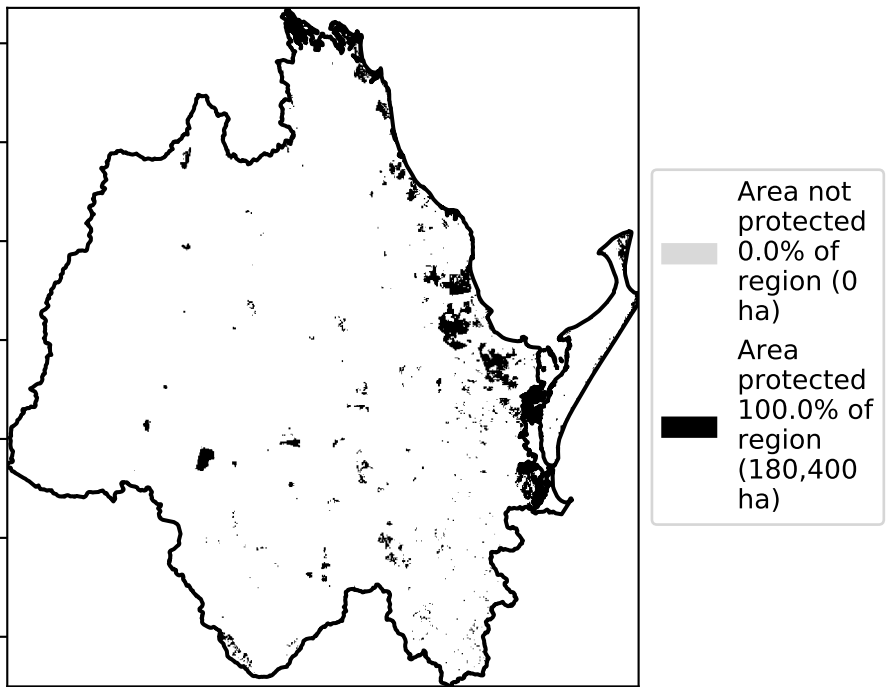 Area not
protected
0.0% of
region (0
ha)
Area
protected
100.0% of
region
(180,400
ha)